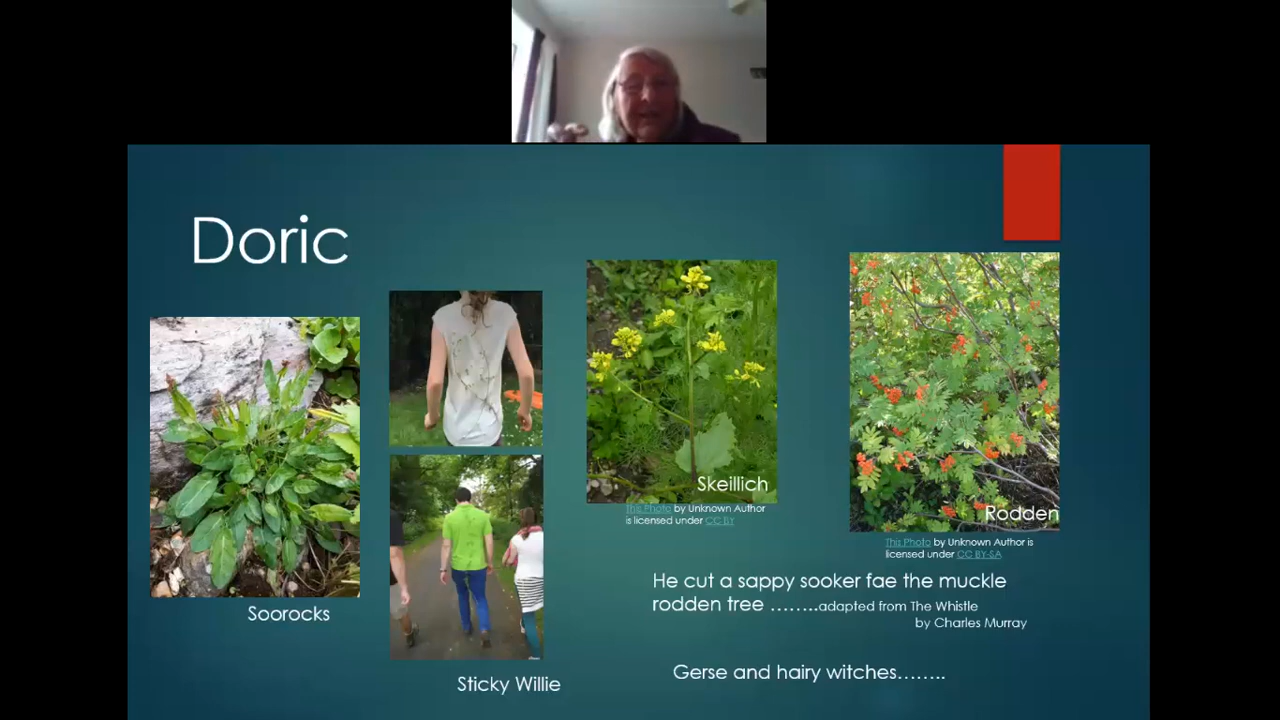 Doric
Skeillich
This Photo by Unknown Author
is licensed under CC BY
Rodden
This Photo by Unknown Author is
licensed under CC BY-SA
He cut a sappy sooker fae the muckle
rodden tree ........adapted from The Whistle
by Charles Murray
Soorocks
Gerse and hairy witches........
Sticky Willie